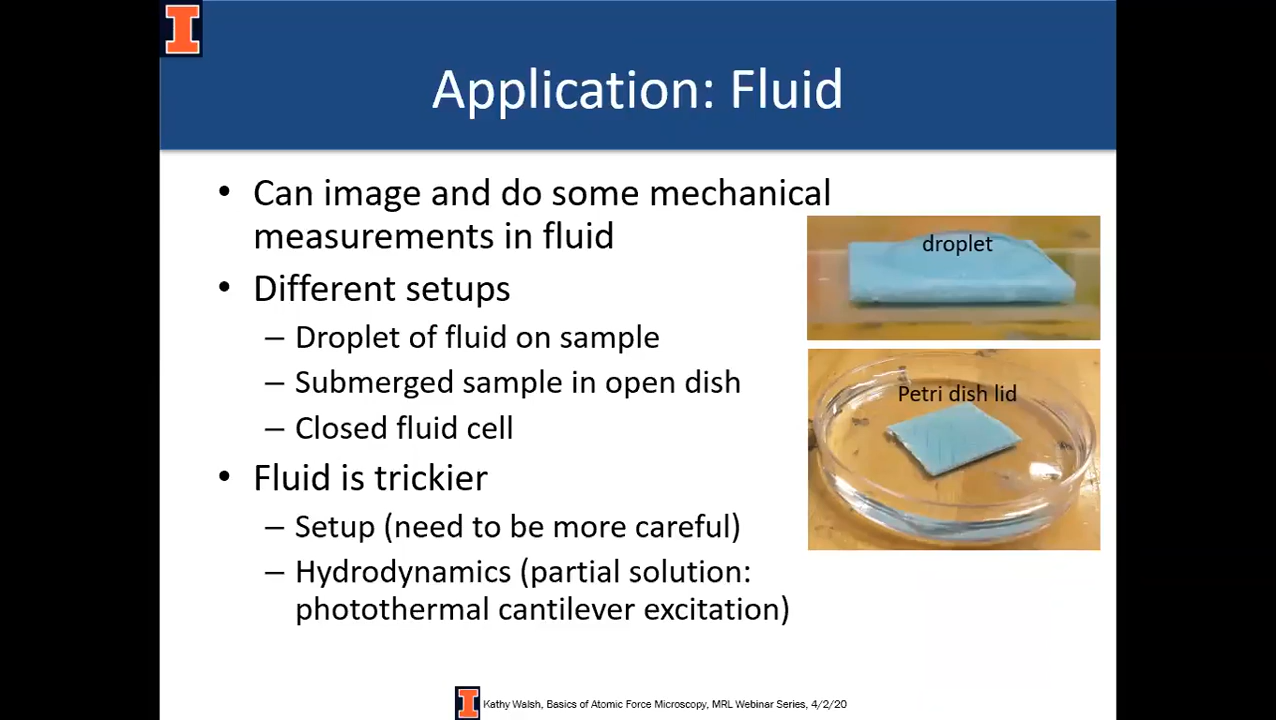 Application: Fluid
• Can image and do some mechanical
measurements in fluid
• Different setups
– Droplet of fluid on sample
– Submerged sample in open dish
– Closed fluid cell
• Fluid is trickier
– Setup (need to be more careful)
– Hydrodynamics (partial solution:
photothermal cantilever excitation)
droplet
Petri dish lid
Kathy Walsh, Basics of Atomic Force Microscopy, MRL Webinar Series, 4/2/20